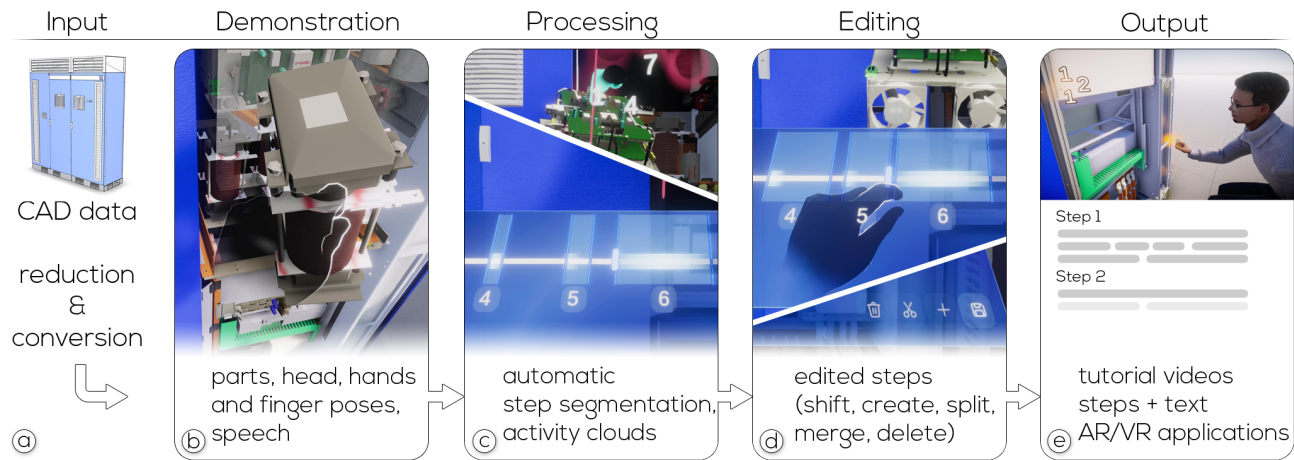 Input
Demonstration
Processing
Editing
Output
CAD data
reduction
&
conversion
a
parts, head, hands
and finger poses,
speech
b
7
4
4
5
6
automatic
step segmentation,
activity clouds
c
4
5
6
edited steps
(shift, create, split,
merge, delete)
d
1
2
1
Step 1
Step 2
tutorial videos
steps + text
AR/VR applications
e